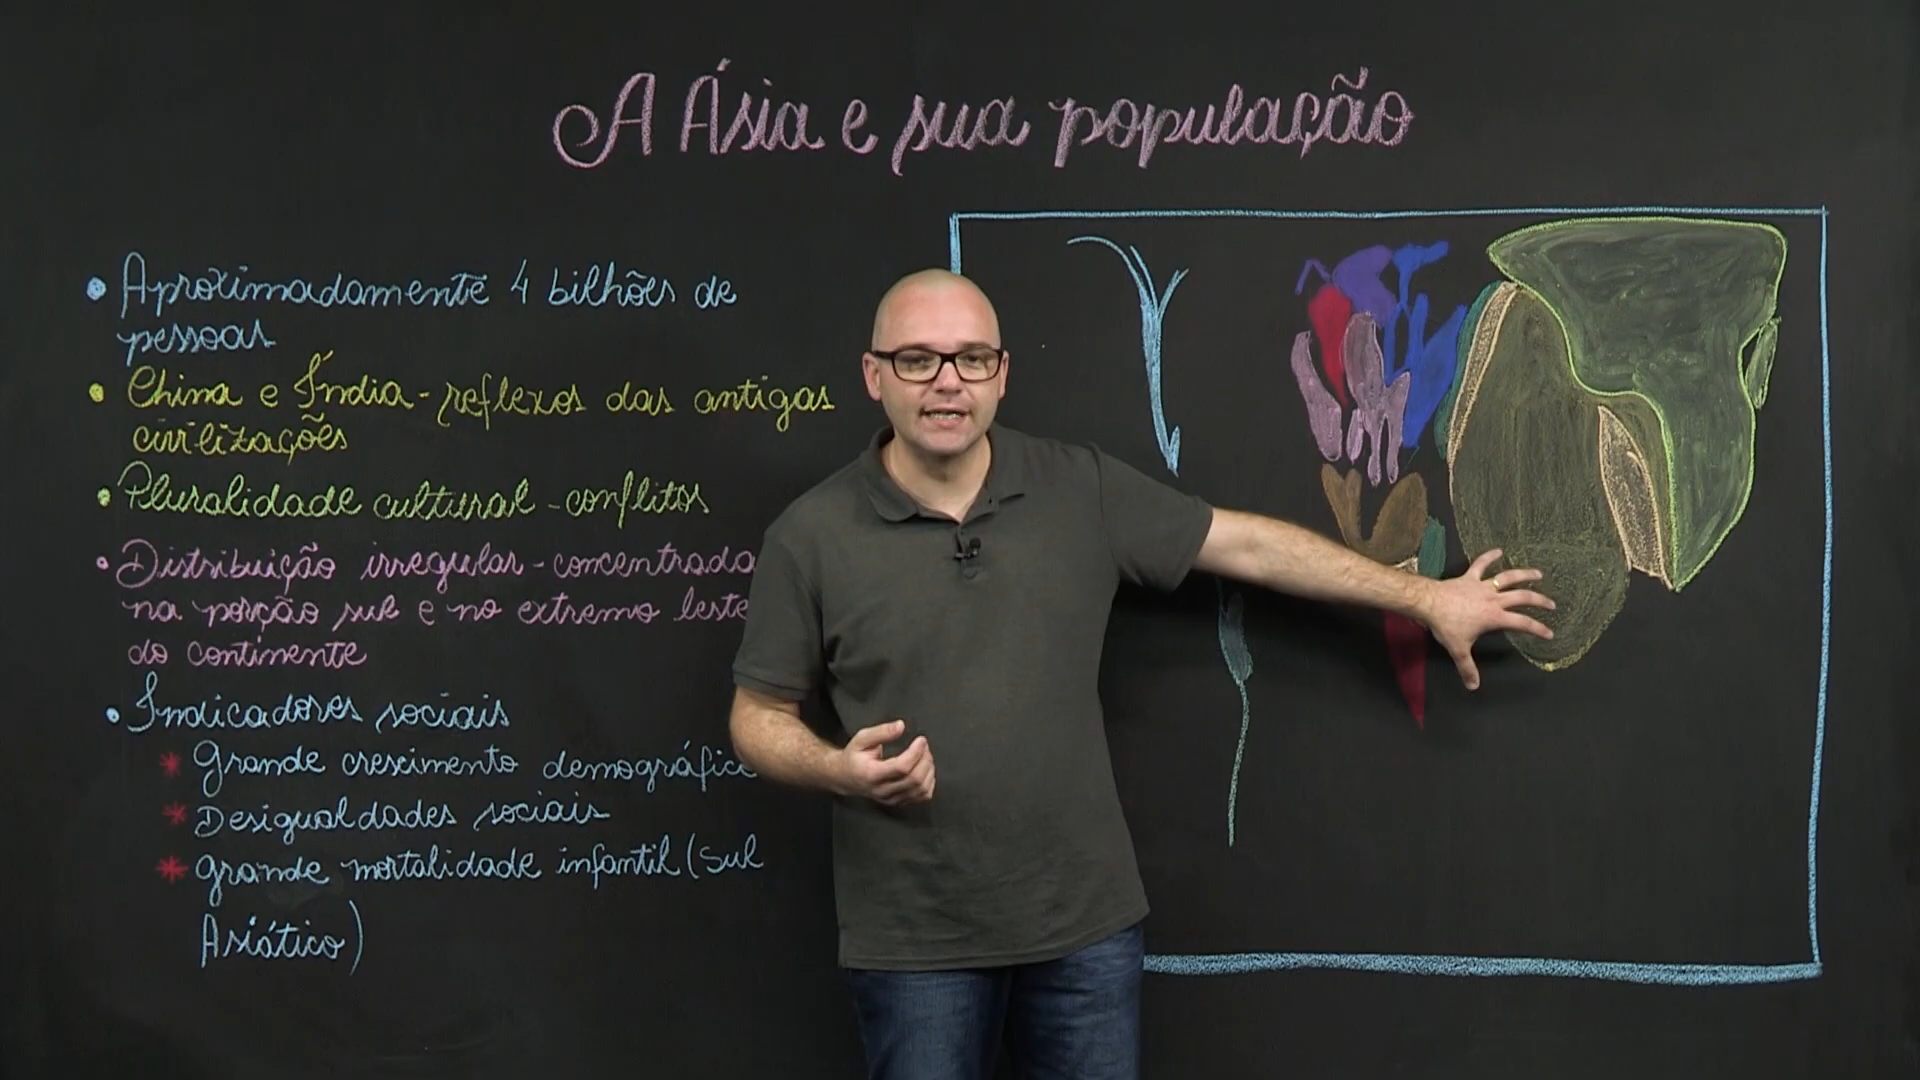 A Ásia e sua população
• Aproximadamente 4 bilhões de
pessoas
• China e Índia - reflexos das antigas
civilizações
• Pluralidade cultural - conflitos
• Distribuição irregular - concentrada
na porção sul e no extremo leste
do continente
• Indicadores sociais
* Grande crescimento demográfico
* Desigualdades sociais
* Grande mortalidade infantil (Sul
Asiático)